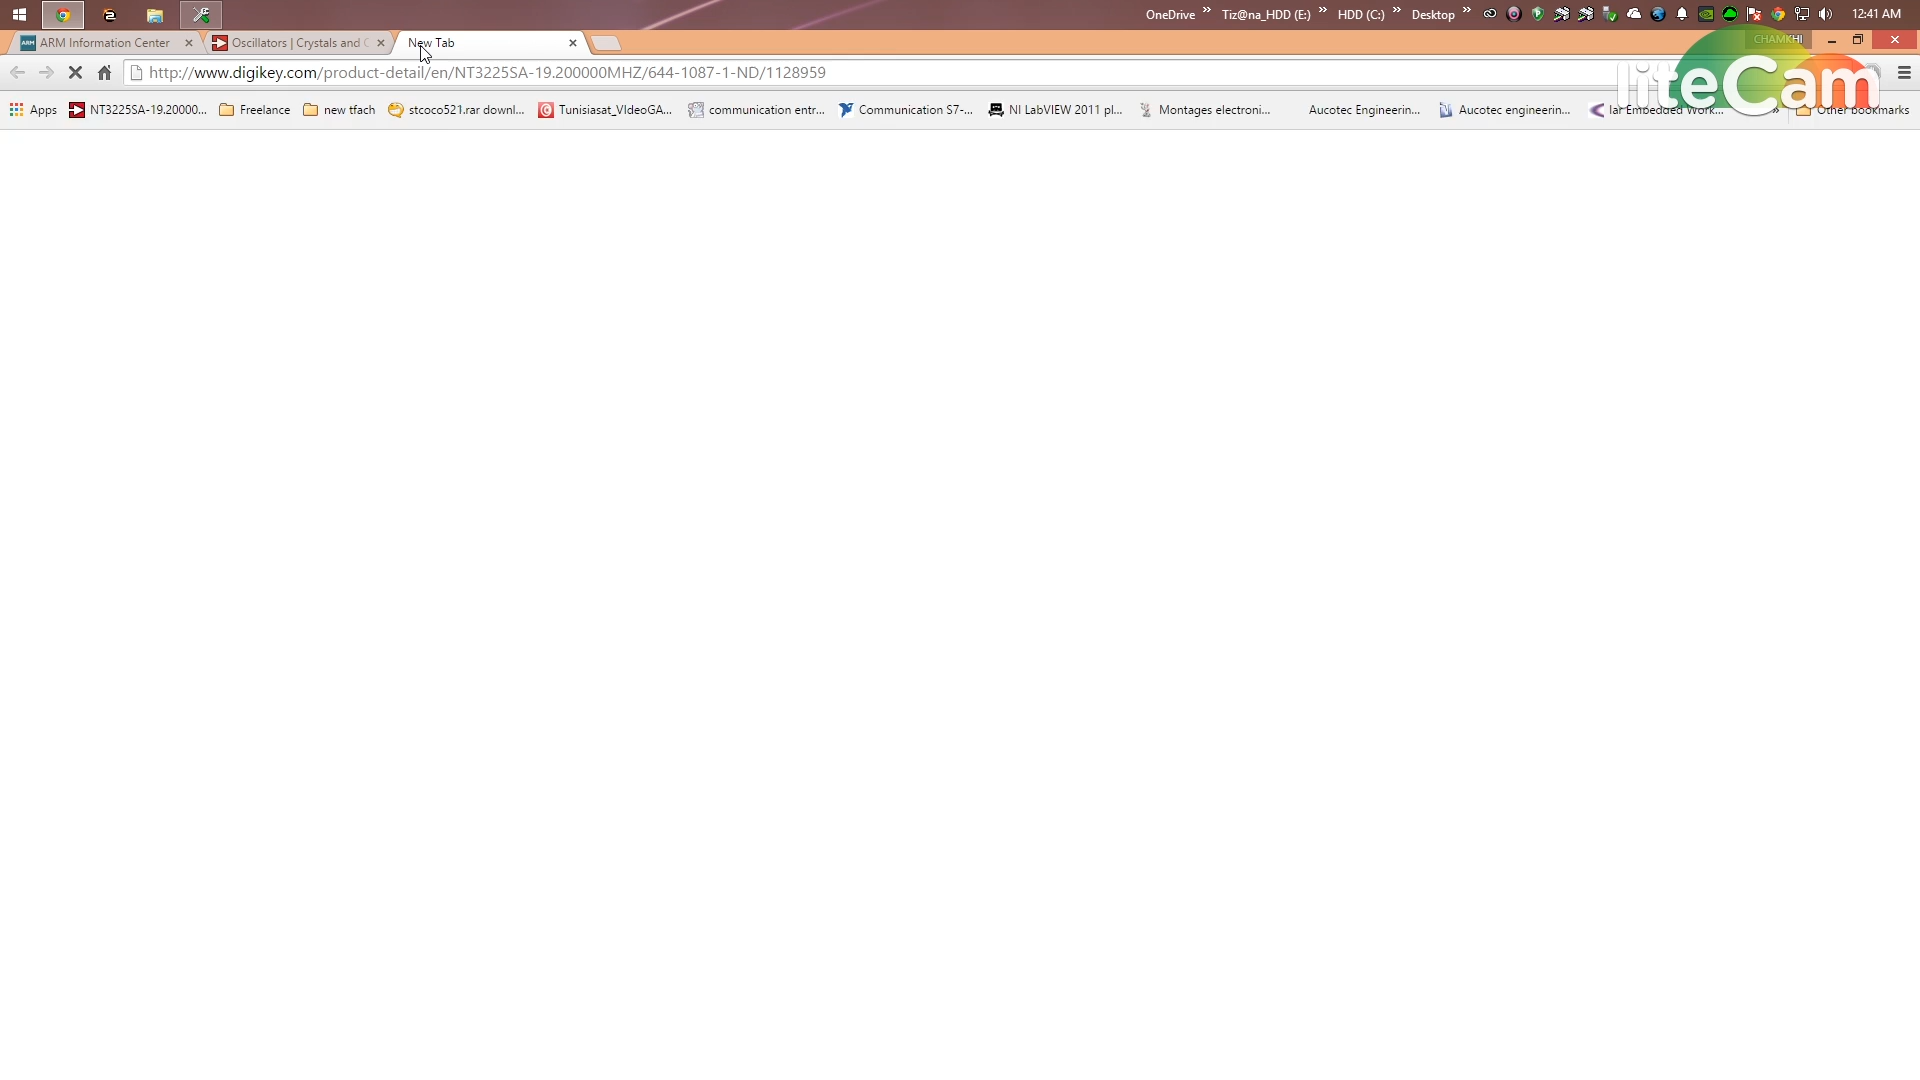 OneDrive » Tiz@na_HDD (E:) » HDD (C:) » Desktop » 12:41 AM
ARM Information Center Oscillators | Crystals and New Tab CHAMKHI
http://www.digikey.com/product-detail/en/NT3225SA-19.200000MHZ/644-1087-1-ND/1128959
liteCam
Apps NT3225SA-19.20000... Freelance new tfach stcoco521.rar downl... Tunisiasat_VIdeoGA... communication entr... Communication S7-... NI LabVIEW 2011 pl... Montages electroni... Aucotec Engineerin... Aucotec engineerin... Iar Embedded Work... » Other bookmarks